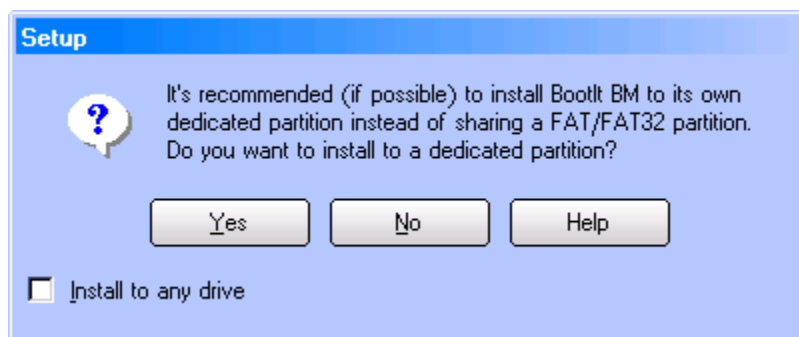 Setup
It's recommended (if possible) to install BootIt BM to its own
dedicated partition instead of sharing a FAT/FAT32 partition.
Do you want to install to a dedicated partition?
Yes No Help
Install to any drive